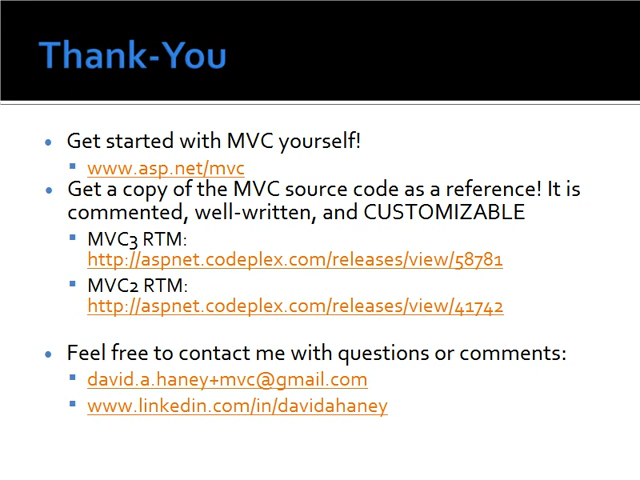 Thank-You
Get started with MVC yourself!
www.asp.net/mvc
Get a copy of the MVC source code as a reference! It is
commented, well-written, and CUSTOMIZABLE
MVC3 RTM:
http://aspnet.codeplex.com/releases/view/58781
MVC2 RTM:
http://aspnet.codeplex.com/releases/view/41742
Feel free to contact me with questions or comments:
david.a.haney+mvc@gmail.com
www.linkedin.com/in/davidahaney